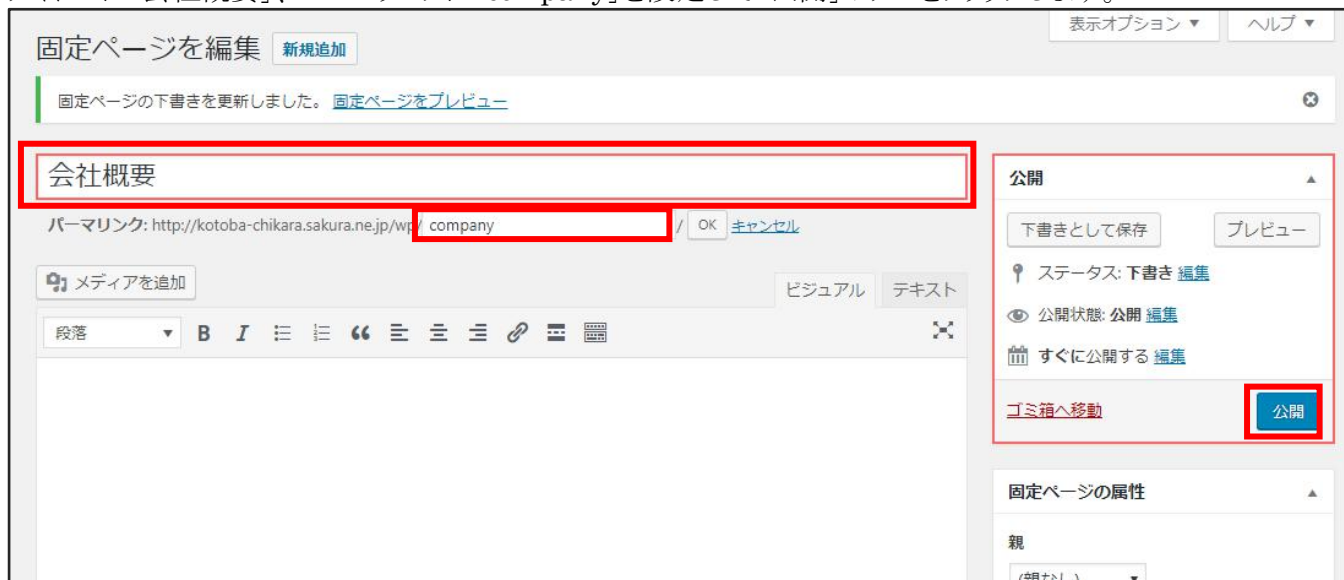 表示オプション ▼ ヘルプ ▼
固定ページを編集 新規追加
固定ページの下書きを更新しました。 固定ページをプレビュー
会社概要
パーマリンク: http://kotoba-chikara.sakura.ne.jp/wp/ company / OK キャンセル
メディアを追加
ビジュアル テキスト
段落 ▼ B I
公開 ▲
下書きとして保存 プレビュー
ステータス: 下書き 編集
公開状態: 公開 編集
すぐに公開する 編集
ゴミ箱へ移動 公開
固定ページの属性 ▲
親